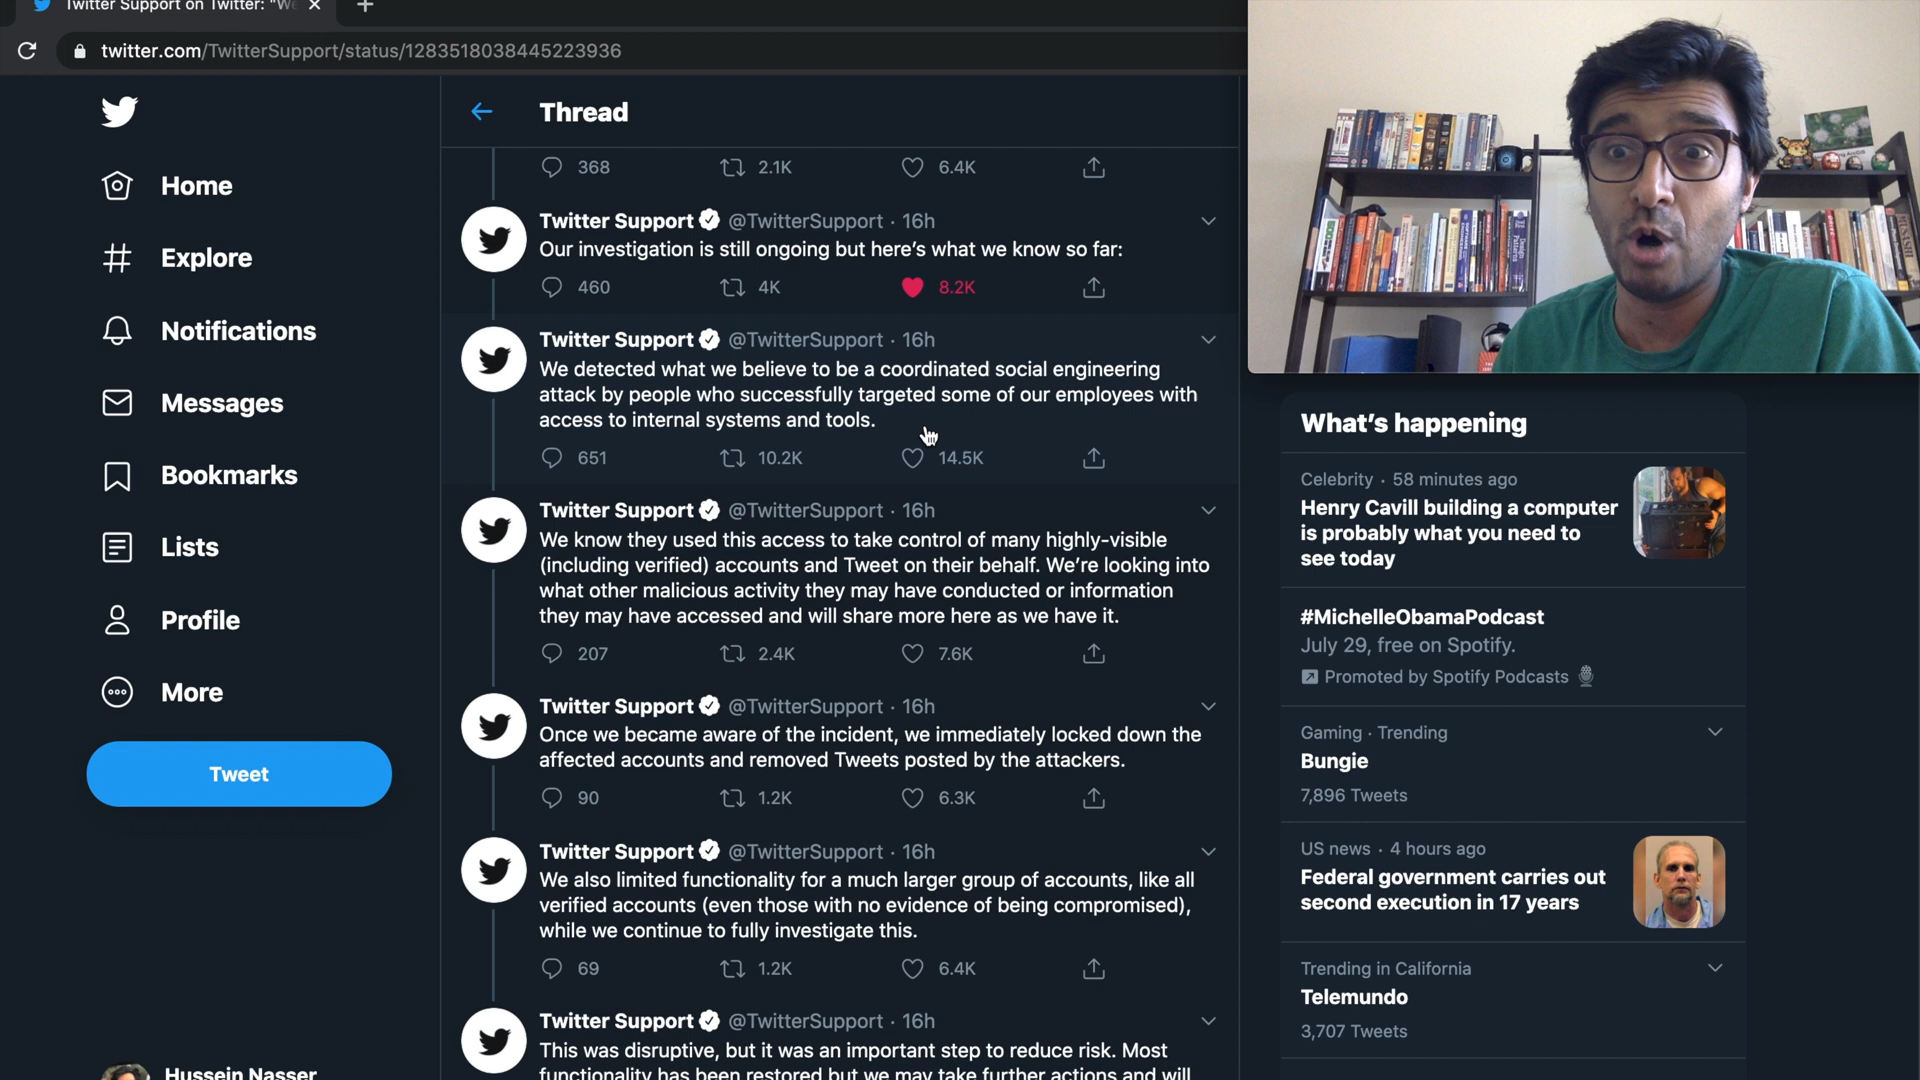 Twitter Support on Twitter: "We
twitter.com/TwitterSupport/status/1283518038445223936
Home
Explore
Notifications
Messages
Bookmarks
Lists
Profile
More
Tweet
Hussein Nasser
Thread
368 2.1K 6.4K
Twitter Support @TwitterSupport · 16h
Our investigation is still ongoing but here’s what we know so far:
460 4K 8.2K
Twitter Support @TwitterSupport · 16h
We detected what we believe to be a coordinated social engineering
attack by people who successfully targeted some of our employees with
access to internal systems and tools.
651 10.2K 14.5K
Twitter Support @TwitterSupport · 16h
We know they used this access to take control of many highly-visible
(including verified) accounts and Tweet on their behalf. We’re looking into
what other malicious activity they may have conducted or information
they may have accessed and will share more here as we have it.
207 2.4K 7.6K
Twitter Support @TwitterSupport · 16h
Once we became aware of the incident, we immediately locked down the
affected accounts and removed Tweets posted by the attackers.
90 1.2K 6.3K
Twitter Support @TwitterSupport · 16h
We also limited functionality for a much larger group of accounts, like all
verified accounts (even those with no evidence of being compromised),
while we continue to fully investigate this.
69 1.2K 6.4K
Twitter Support @TwitterSupport · 16h
This was disruptive, but it was an important step to reduce risk. Most
functionality has been restored but we may take further actions and will
What’s happening
Celebrity · 58 minutes ago
Henry Cavill building a computer
is probably what you need to
see today
#MichelleObamaPodcast
July 29, free on Spotify.
Promoted by Spotify Podcasts
Gaming · Trending
Bungie
7,896 Tweets
US news · 4 hours ago
Federal government carries out
second execution in 17 years
Trending in California
Telemundo
3,707 Tweets